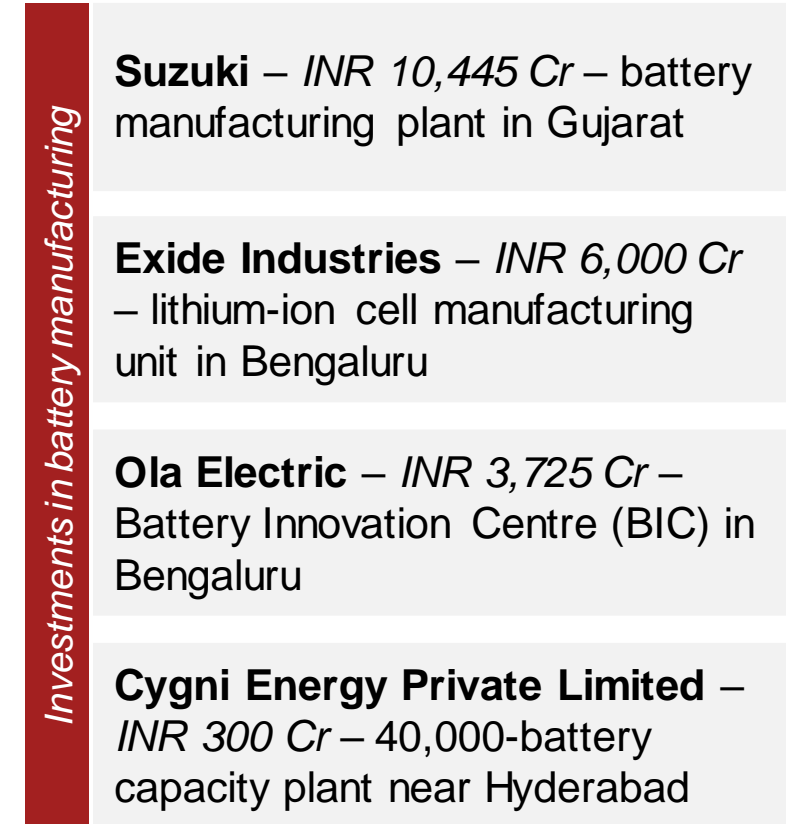 Investments in battery manufacturing
Suzuki – INR 10,445 Cr – battery
manufacturing plant in Gujarat
Exide Industries – INR 6,000 Cr
– lithium-ion cell manufacturing
unit in Bengaluru
Ola Electric – INR 3,725 Cr –
Battery Innovation Centre (BIC) in
Bengaluru
Cygni Energy Private Limited –
INR 300 Cr – 40,000-battery
capacity plant near Hyderabad